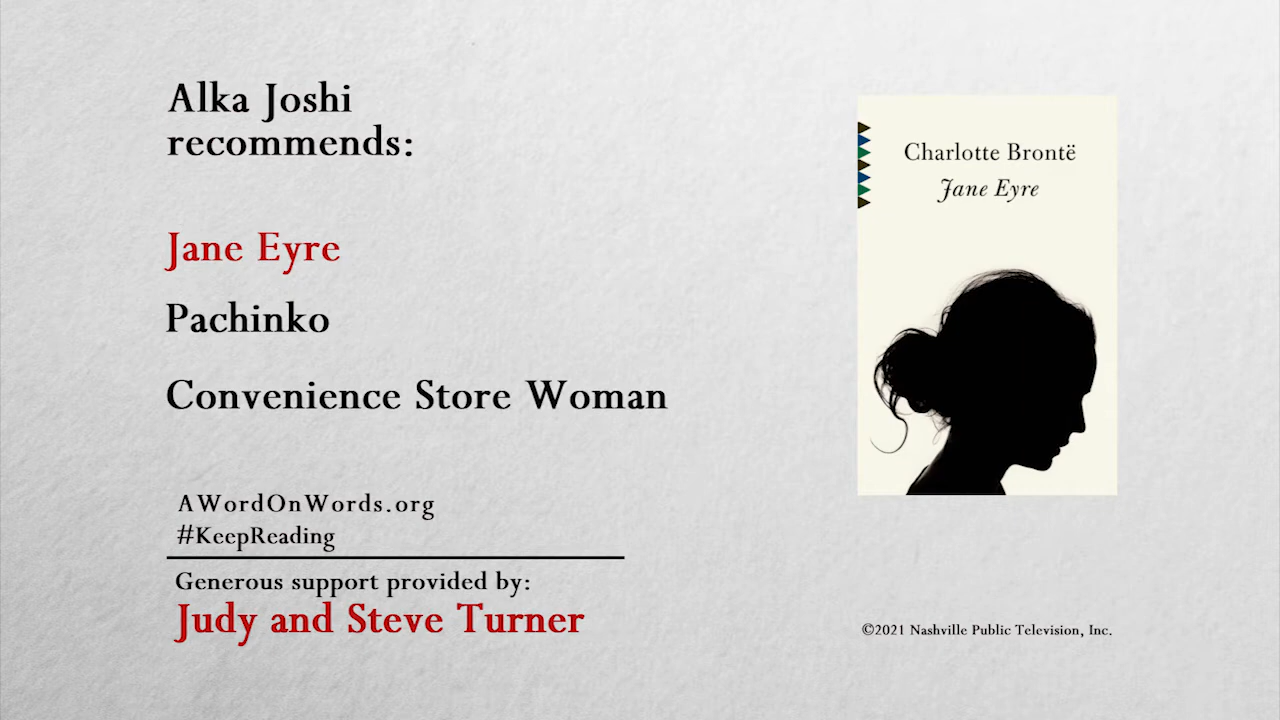 Alka Joshi
recommends:
Jane Eyre
Pachinko
Convenience Store Woman
AWordOnWords.org
#KeepReading
Generous support provided by:
Judy and Steve Turner
Charlotte Brontë
Jane Eyre
©2021 Nashville Public Television, Inc.